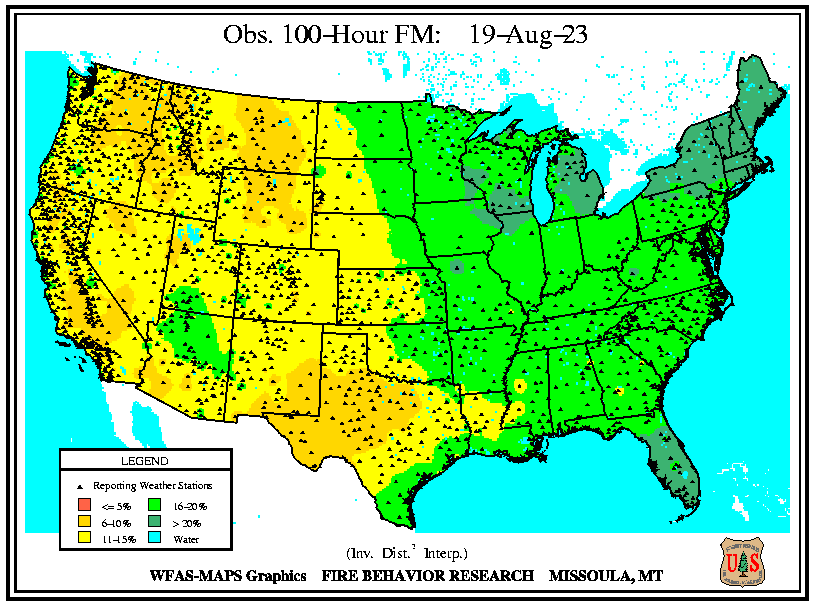 Obs. 100-Hour FM: 19-Aug-23
LEGEND
Reporting Weather Stations
<= 5%
16-20%
6-10%
> 20%
11-15%
Water
(Inv. Dist.² Interp.)
WFAS-MAPS Graphics FIRE BEHAVIOR RESEARCH MISSOULA, MT
U S